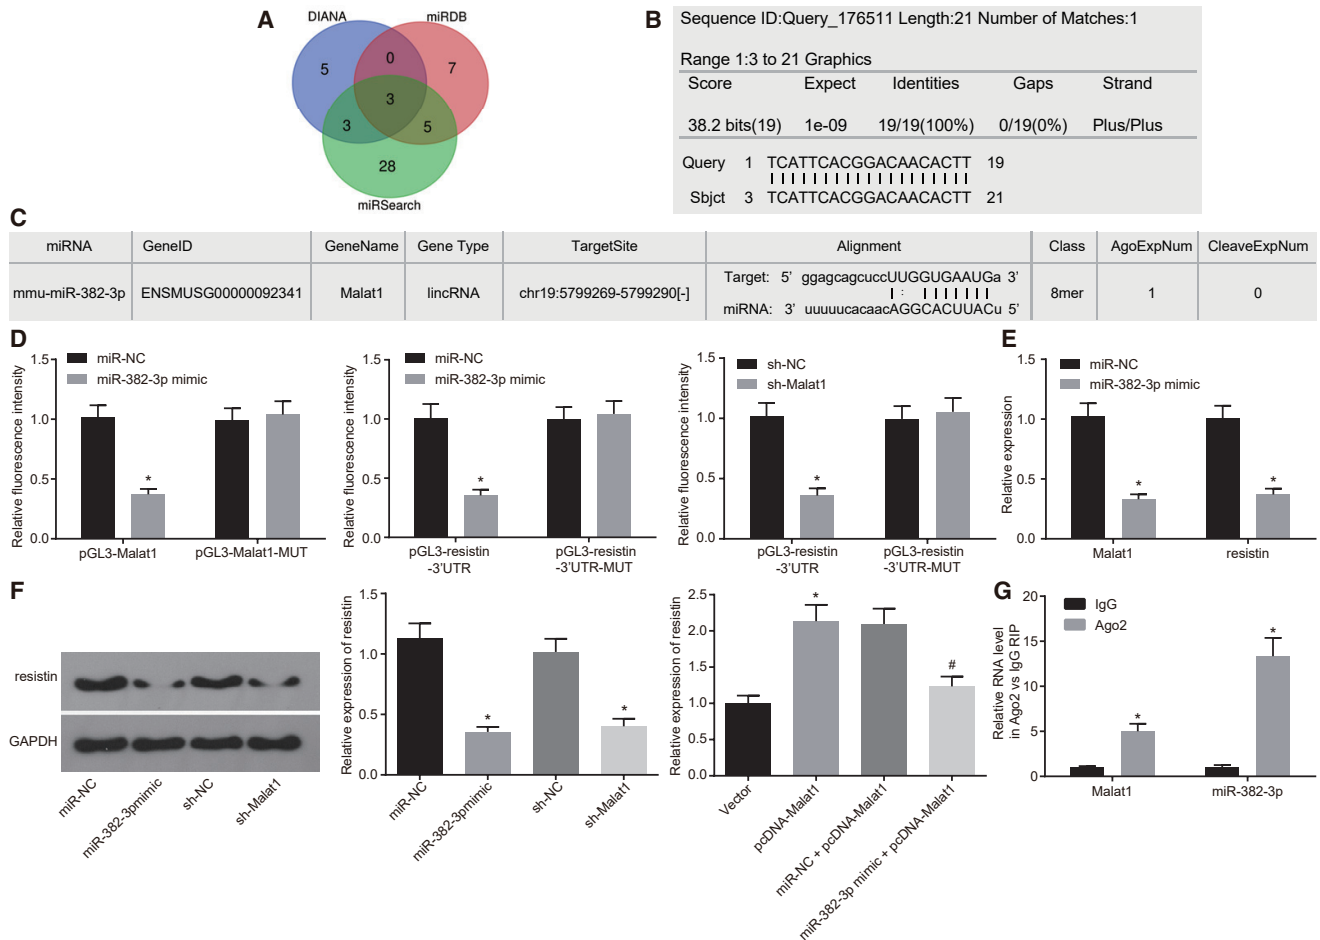 A
DIANA
miRDB
5
0
7
3
3
5
28
miRSearch
B
Sequence ID:Query_176511 Length:21 Number of Matches:1
Range 1:3 to 21 Graphics
Score Expect Identities Gaps Strand
38.2 bits(19) 1e-09 19/19(100%) 0/19(0%) Plus/Plus
Query 1 TCATTCACGGACAACACTT 19
Sbjct 3 TCATTCACGGACAACACTT 21
C
miRNA GeneID GeneName Gene Type TargetSite Alignment Class AgoExpNum CleaveExpNum
Target: 5' ggagcagcuccUUGGUGAAUGa 3'
mmu-miR-382-3p ENSMUSG00000092341 Malat1 lincRNA chr19:5799269-5799290[-] 8mer 1 0
miRNA: 3' uuuuucacaacAGGCACUUACu 5'
D
Relative fluorescence intensity
1.5
1.0
0.5
0.0
miR-NC
miR-382-3p mimic
*
pGL3-Malat1
pGL3-Malat1-MUT
Relative fluorescence intensity
1.5
1.0
0.5
0.0
miR-NC
miR-382-3p mimic
*
pGL3-resistin
-3'UTR
pGL3-resistin
-3'UTR-MUT
Relative fluorescence intensity
1.5
1.0
0.5
0.0
sh-NC
sh-Malat1
*
pGL3-resistin
-3'UTR
pGL3-resistin
-3'UTR-MUT
E
Relative expression
1.5
1.0
0.5
0.0
miR-NC
miR-382-3p mimic
*
*
Malat1
resistin
F
resistin
GAPDH
miR-NC
miR-382-3pmimic
sh-NC
sh-Malat1
Relative expression of resistin
1.5
1.0
0.5
0.0
*
*
miR-NC
miR-382-3pmimic
sh-NC
sh-Malat1
Relative expression of resistin
2.5
2.0
1.5
1.0
0.5
0.0
*
#
Vector
pcDNA-Malat1
miR-NC + pcDNA-Malat1
miR-382-3p mimic + pcDNA-Malat1
G
Relative RNA level
in Ago2 vs IgG RIP
20
15
10
5
0
IgG
Ago2
*
*
Malat1
miR-382-3p